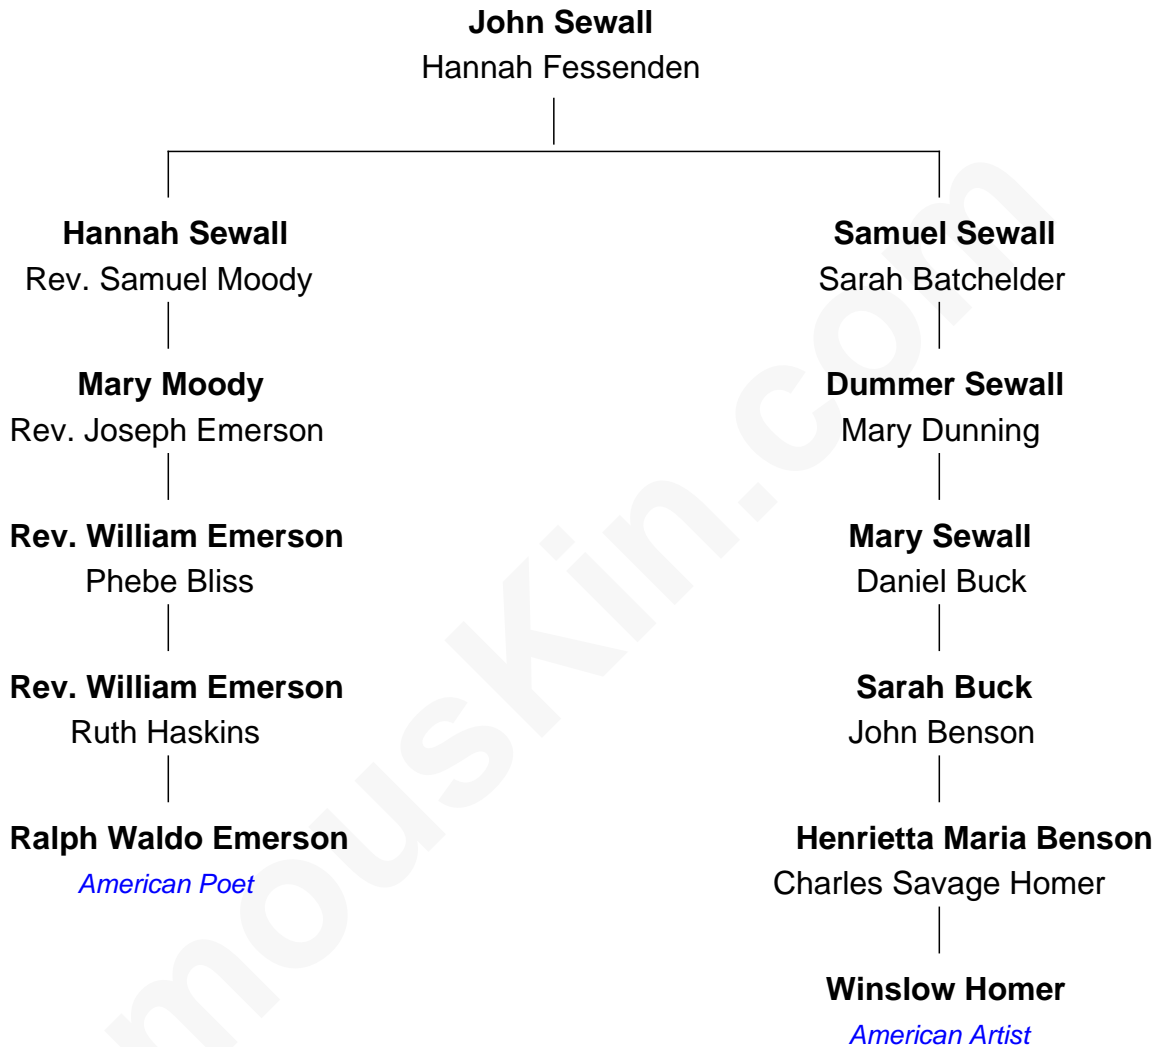 John Sewall
Hannah Fessenden
Hannah Sewall
Rev. Samuel Moody
Mary Moody
Rev. Joseph Emerson
Rev. William Emerson
Phebe Bliss
Rev. William Emerson
Ruth Haskins
Ralph Waldo Emerson
American Poet
Samuel Sewall
Sarah Batchelder
Dummer Sewall
Mary Dunning
Mary Sewall
Daniel Buck
Sarah Buck
John Benson
Henrietta Maria Benson
Charles Savage Homer
Winslow Homer
American Artist
mousKin.com